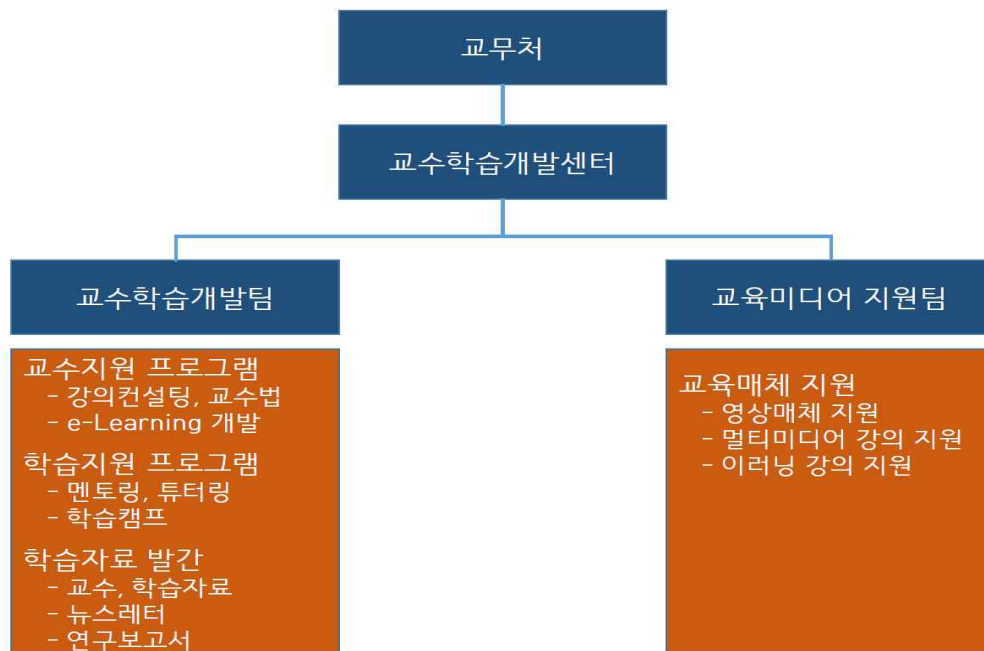 교무처
교수학습개발센터
교수학습개발팀
교수지원 프로그램
- 강의컨설팅, 교수법
- e-Learning 개발
학습지원 프로그램
- 멘토링, 튜터링
- 학습캠프
학습자료 발간
- 교수, 학습자료
- 뉴스레터
- 연구보고서
교육미디어 지원팀
교육매체 지원
- 영상매체 지원
- 멀티미디어 강의 지원
- 이러닝 강의 지원